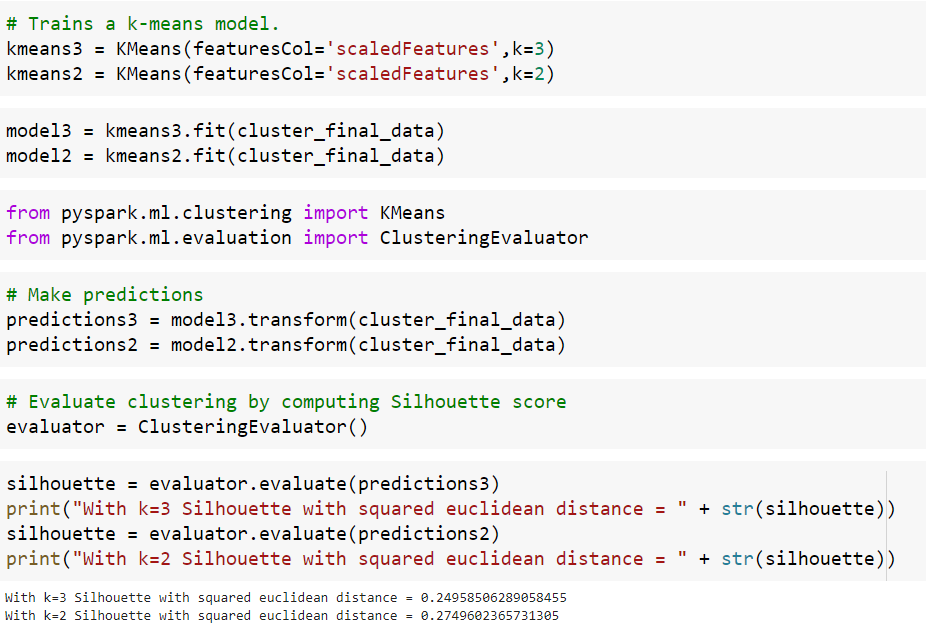 # Trains a k-means model.
kmeans3 = KMeans(featuresCol='scaledFeatures',k=3)
kmeans2 = KMeans(featuresCol='scaledFeatures',k=2)
model3 = kmeans3.fit(cluster_final_data)
model2 = kmeans2.fit(cluster_final_data)
from pyspark.ml.clustering import KMeans
from pyspark.ml.evaluation import ClusteringEvaluator
# Make predictions
predictions3 = model3.transform(cluster_final_data)
predictions2 = model2.transform(cluster_final_data)
# Evaluate clustering by computing Silhouette score
evaluator = ClusteringEvaluator()
silhouette = evaluator.evaluate(predictions3)
print("With k=3 Silhouette with squared euclidean distance = " + str(silhouette))
silhouette = evaluator.evaluate(predictions2)
print("With k=2 Silhouette with squared euclidean distance = " + str(silhouette))
With k=3 Silhouette with squared euclidean distance = 0.24958506289058455
With k=2 Silhouette with squared euclidean distance = 0.2749602365731305